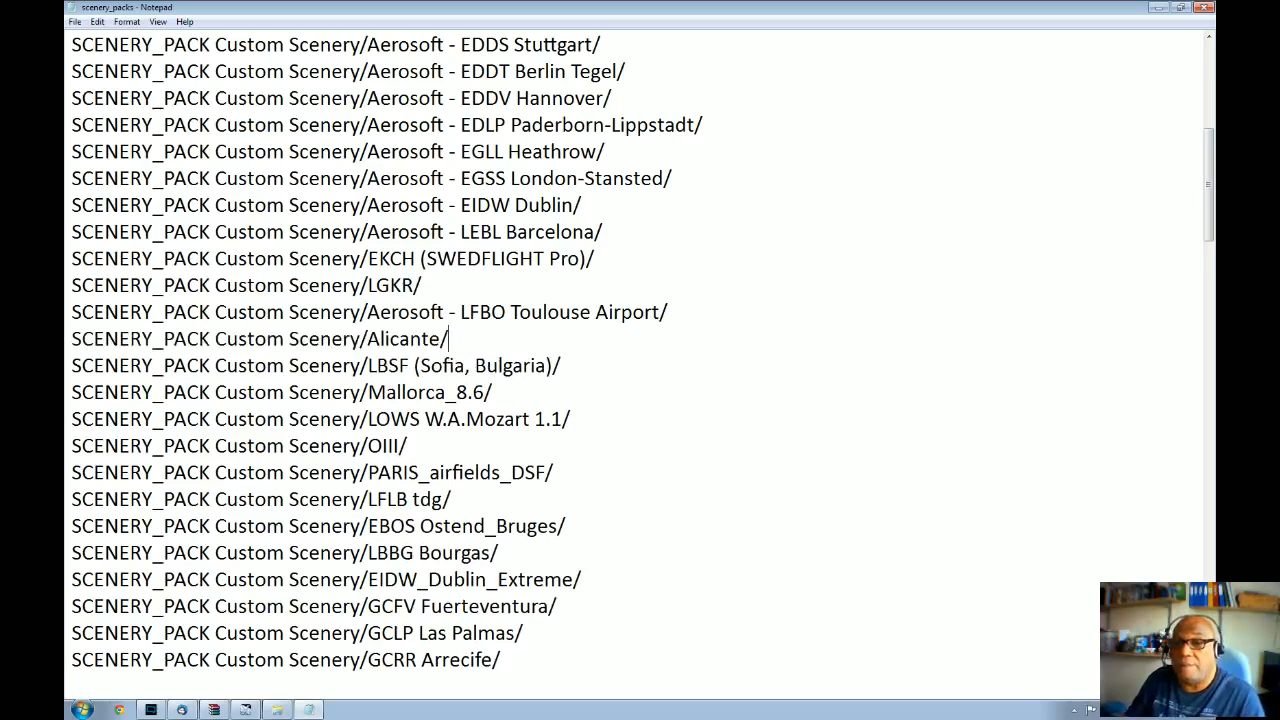 scenery_packs - Notepad
File Edit Format View Help
SCENERY_PACK Custom Scenery/Aerosoft - EDDS Stuttgart/
SCENERY_PACK Custom Scenery/Aerosoft - EDDT Berlin Tegel/
SCENERY_PACK Custom Scenery/Aerosoft - EDDV Hannover/
SCENERY_PACK Custom Scenery/Aerosoft - EDLP Paderborn-Lippstadt/
SCENERY_PACK Custom Scenery/Aerosoft - EGLL Heathrow/
SCENERY_PACK Custom Scenery/Aerosoft - EGSS London-Stansted/
SCENERY_PACK Custom Scenery/Aerosoft - EIDW Dublin/
SCENERY_PACK Custom Scenery/Aerosoft - LEBL Barcelona/
SCENERY_PACK Custom Scenery/EKCH (SWEDFLIGHT Pro)/
SCENERY_PACK Custom Scenery/LGKR/
SCENERY_PACK Custom Scenery/Aerosoft - LFBO Toulouse Airport/
SCENERY_PACK Custom Scenery/Alicante/
SCENERY_PACK Custom Scenery/LBSF (Sofia, Bulgaria)/
SCENERY_PACK Custom Scenery/Mallorca_8.6/
SCENERY_PACK Custom Scenery/LOWS W.A.Mozart 1.1/
SCENERY_PACK Custom Scenery/OIII/
SCENERY_PACK Custom Scenery/PARIS_airfields_DSF/
SCENERY_PACK Custom Scenery/LFLB tdg/
SCENERY_PACK Custom Scenery/EBOS Ostend_Bruges/
SCENERY_PACK Custom Scenery/LBBG Bourgas/
SCENERY_PACK Custom Scenery/EIDW_Dublin_Extreme/
SCENERY_PACK Custom Scenery/GCFV Fuerteventura/
SCENERY_PACK Custom Scenery/GCLP Las Palmas/
SCENERY_PACK Custom Scenery/GCRR Arrecife/